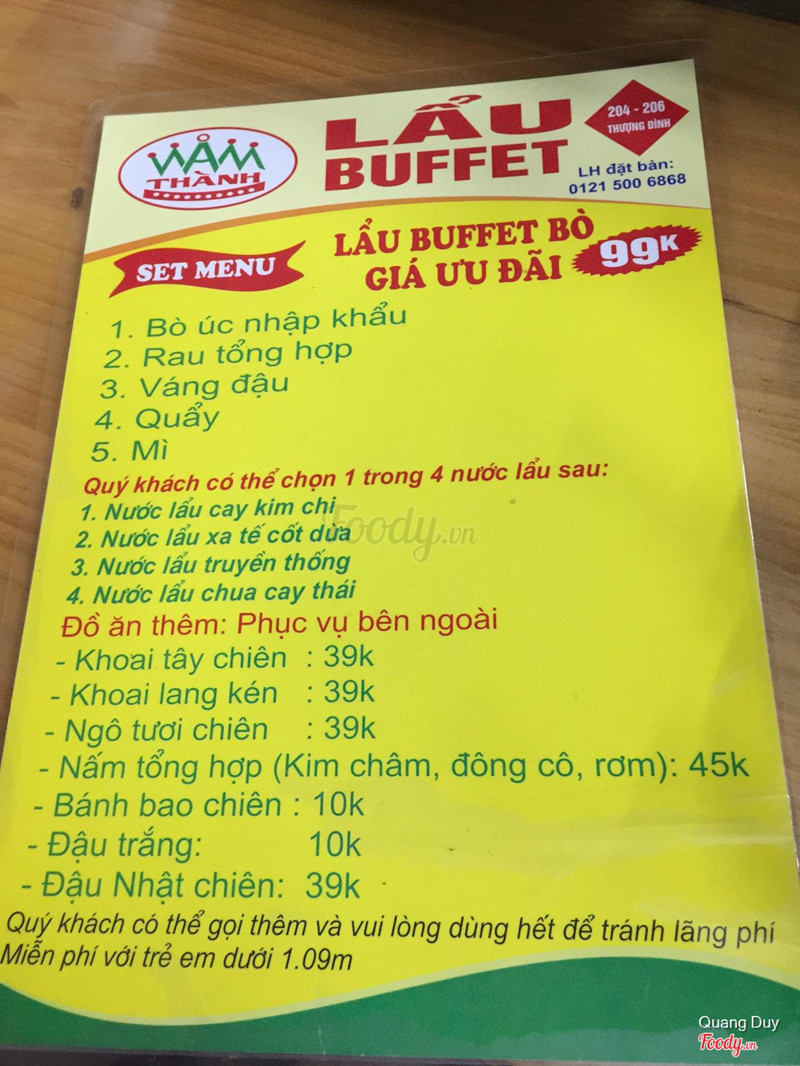 MÂM
THÀNH
LẨU
BUFFET
204 - 206
THƯỢNG ĐÌNH
LH đặt bàn:
0121 500 6868
SET MENU
LẨU BUFFET BÒ
GIÁ ƯU ĐÃI 99K
1. Bò úc nhập khẩu
2. Rau tổng hợp
3. Váng đậu
4. Quẩy
5. Mì
Quý khách có thể chọn 1 trong 4 nước lẩu sau:
1. Nước lẩu cay kim chi
2. Nước lẩu xa tế cốt dừa
3. Nước lẩu truyền thống
4. Nước lẩu chua cay thái
Foody.vn
Đồ ăn thêm: Phục vụ bên ngoài
- Khoai tây chiên : 39k
- Khoai lang kén : 39k
- Ngô tươi chiên : 39k
- Nấm tổng hợp (Kim châm, đông cô, rơm): 45k
- Bánh bao chiên : 10k
- Đậu trắng: 10k
- Đậu Nhật chiên: 39k
Quý khách có thể gọi thêm và vui lòng dùng hết để tránh lãng phí
Miễn phí với trẻ em dưới 1.09m
Quang Duy
Foody.vn